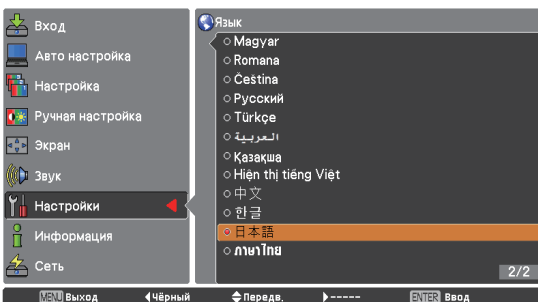 Вход
Авто настройка
Настройка
Ручная настройка
Экран
Звук
Настройки
Информация
Сеть
Язык
Magyar
Romana
Čeština
Русский
Türkçe
العربية
Қазақша
Hiện thị tiếng Việt
中文
한글
日本語
ภาษาไทย
2/2
MENU Выход ◀Чёрный Передв. ▶----- ENTER Ввод